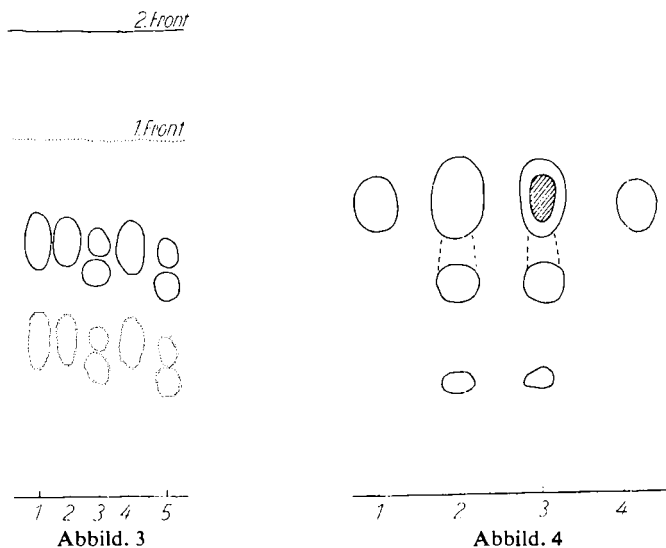 2. Front
1. Front
1 2 3 4 5
Abbild. 3
1 2 3 4
Abbild. 4